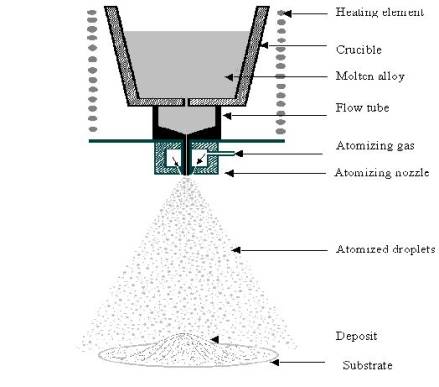 Heating element
Crucible
Molten alloy
Flow tube
Atomizing gas
Atomizing nozzle
Atomized droplets
Deposit
Substrate